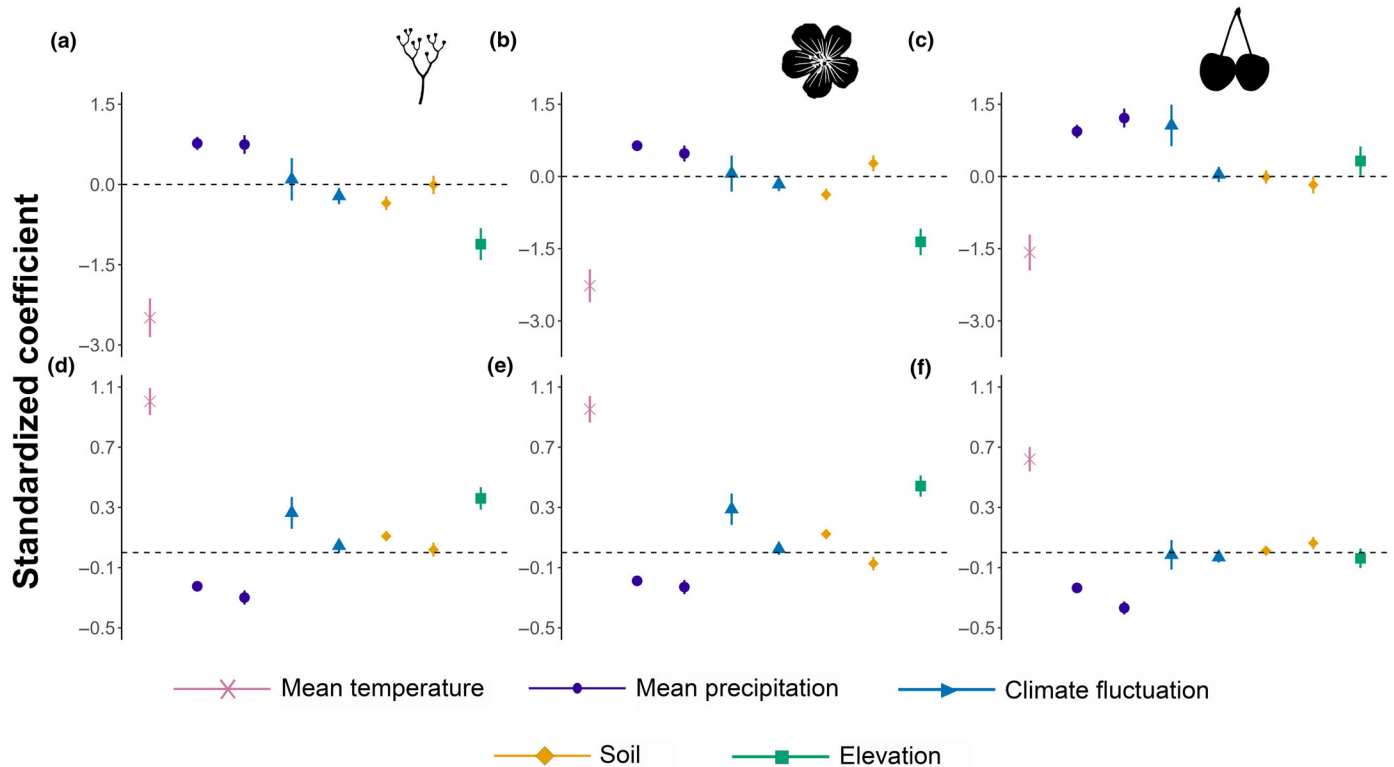 (a)
(b)
(c)
1.5
0.0
−1.5
−3.0
1.5
0.0
−1.5
−3.0
1.5
0.0
−1.5
−3.0
Standardized coefficient
(d)
(e)
(f)
1.1
0.7
0.3
−0.1
−0.5
1.1
0.7
0.3
−0.1
−0.5
1.1
0.7
0.3
−0.1
−0.5
Mean temperature
Mean precipitation
Climate fluctuation
Soil
Elevation